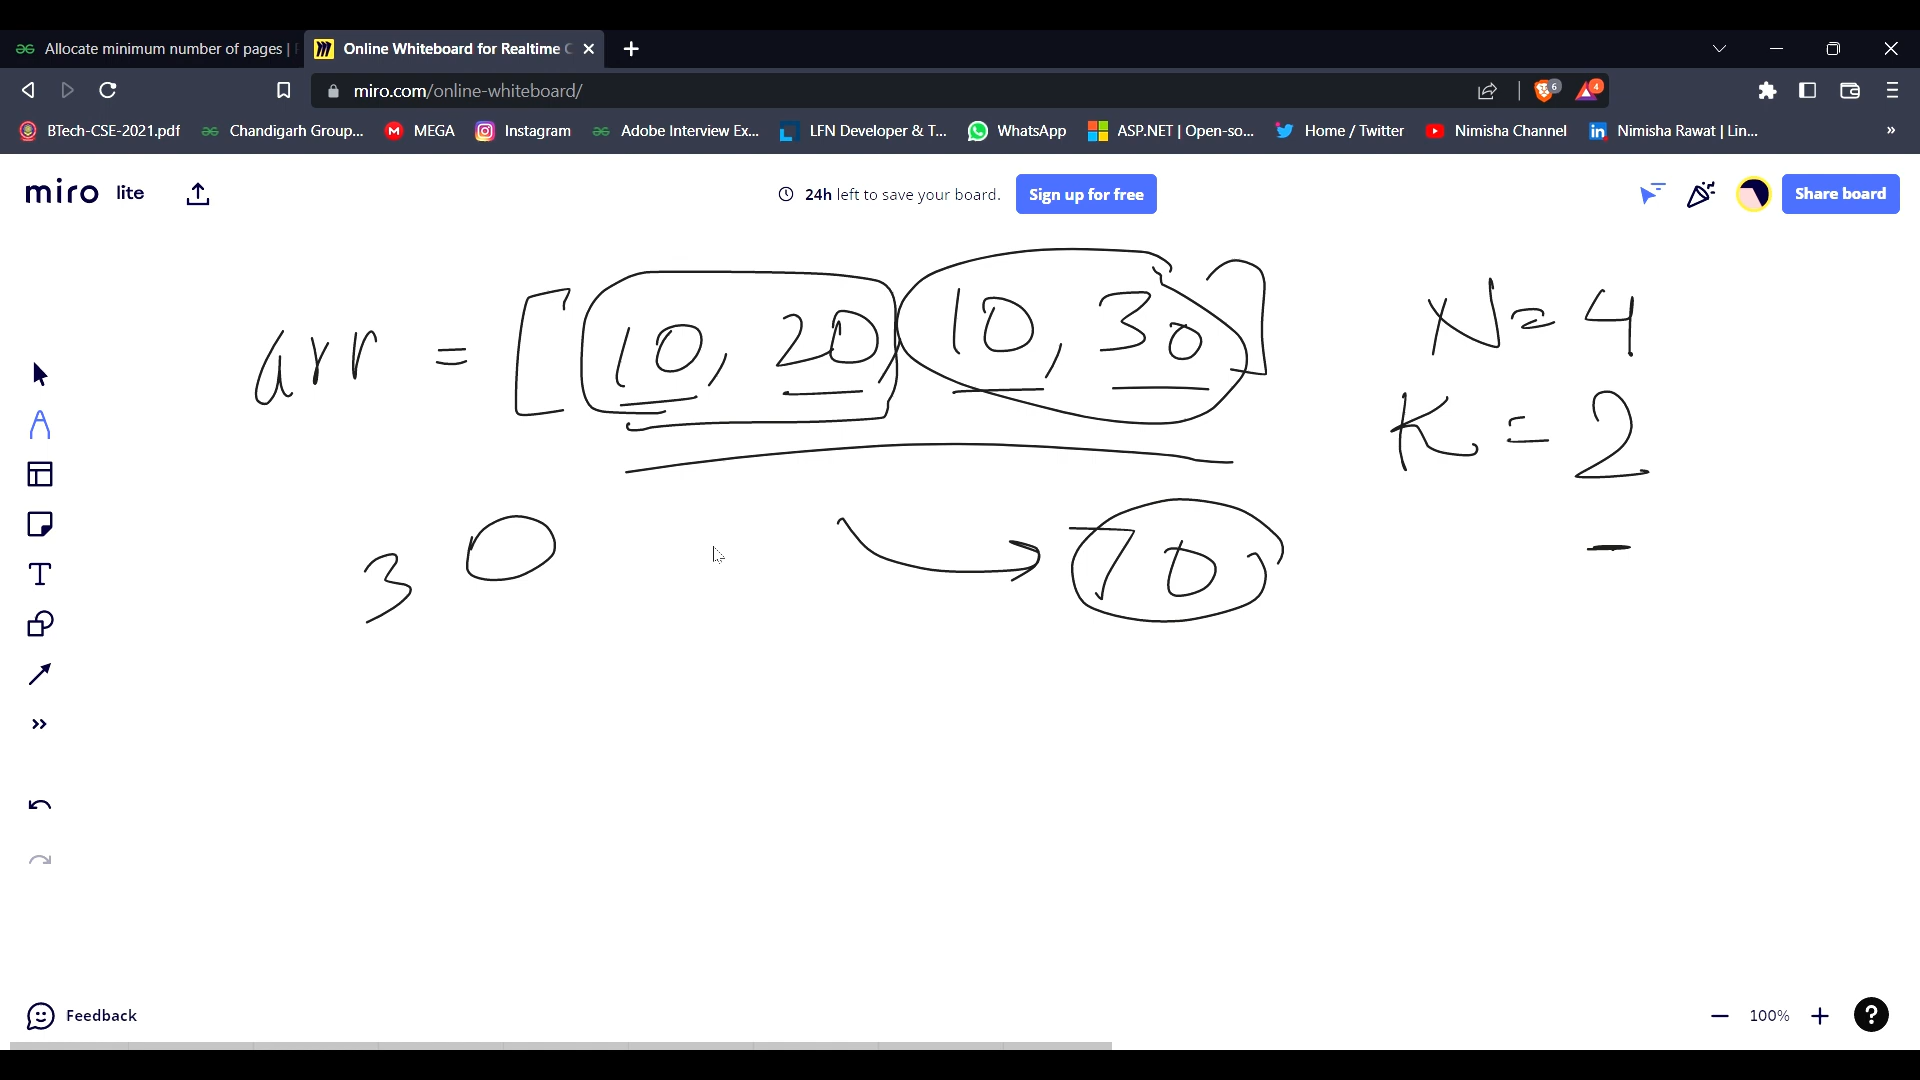 Allocate minimum number of pages |
Online Whiteboard for Realtime C
miro.com/online-whiteboard/
6
4
BTech-CSE-2021.pdf
Chandigarh Group...
MEGA
Instagram
Adobe Interview Ex...
LFN Developer & T...
WhatsApp
ASP.NET | Open-so...
Home / Twitter
Nimisha Channel
Nimisha Rawat | Lin...
»
miro lite
24h left to save your board.
Sign up for free
Share board
arr = [10, 20, 10, 30]
N = 4
K = 2
30
70
Feedback
100%